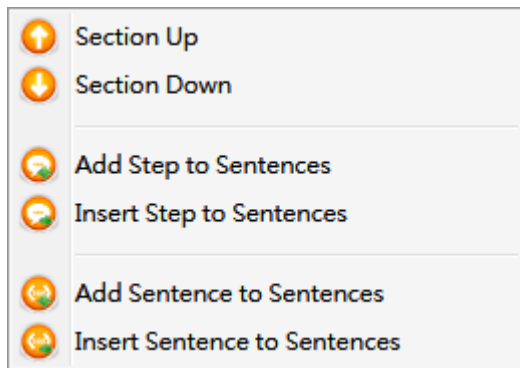 Section Up
Section Down
Add Step to Sentences
Insert Step to Sentences
Add Sentence to Sentences
Insert Sentence to Sentences